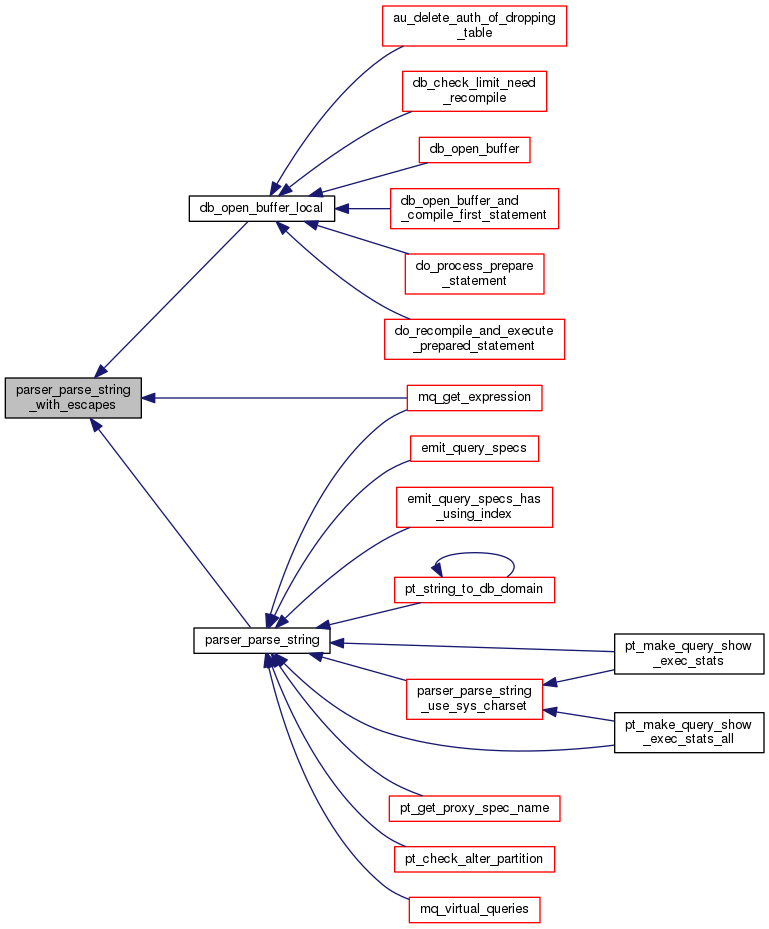 au_delete_auth_of_dropping
_table
db_check_limit_need
_recompile
db_open_buffer
db_open_buffer_local
db_open_buffer_and
_compile_first_statement
do_process_prepare
_statement
do_recompile_and_execute
_prepared_statement
parser_parse_string
_with_escapes
mq_get_expression
emit_query_specs
emit_query_specs_has
_using_index
pt_string_to_db_domain
parser_parse_string
pt_make_query_show
_exec_stats
parser_parse_string
_use_sys_charset
pt_make_query_show
_exec_stats_all
pt_get_proxy_spec_name
pt_check_alter_partition
mq_virtual_queries